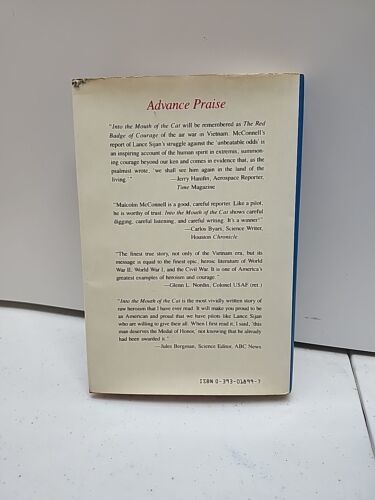 Advance Praise
"Into the Mouth of the Cat will be remembered as The Red
Badge of Courage of the air war in Vietnam. McConnell's
report of Lance Sijan's struggle against the 'unbeatable odds' is
an inspiring account of the human spirit in extremis, summon-
ing courage beyond our ken and comes in evidence that, as the
psalmist wrote, 'we shall see him again in the land of the
living.'"
—Jerry Hannifin, Aerospace Reporter,
Time Magazine
"Malcolm McConnell is a good, careful reporter. Like a pilot,
he is worthy of trust. Into the Mouth of the Cat shows careful
digging, careful listening, and careful writing. It's a winner"
—Carlos Byars, Science Writer,
Houston Chronicle
"The finest true story, not only of the Vietnam era, but its
message is equal to the finest epic, heroic literature of World
War II, World War I, and the Civil War. It is one of America's
greatest examples of heroism and courage."
—Glenn L. Nordin, Colonel USAF (ret.)
"Into the Mouth of the Cat is the most vividly written story of
raw heroism that I have ever read. It will make you proud to be
an American and proud that we have pilots like Lance Sijan
who are willing to give their all. When I first read it, I said, 'this
man deserves the Medal of Honor,' not knowing that he already
had been awarded it."
—Jules Bergman, Science Editor, ABC News
ISBN 0-393-01899-7